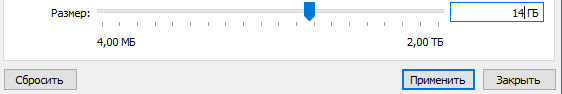 Размер: 14 ГБ
4,00 МБ 2,00 ТБ
Сбросить Применить Закрыть